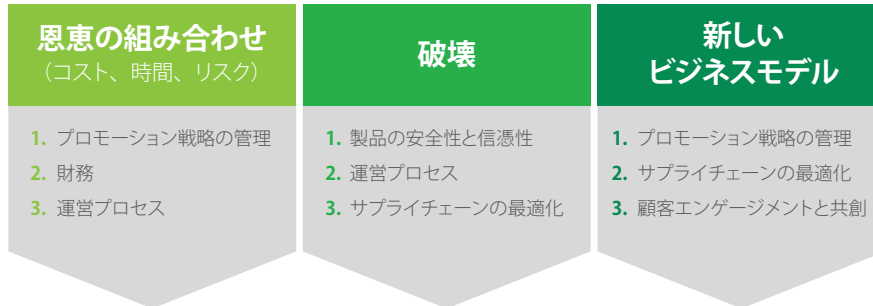 恩恵の組み合わせ
（コスト、時間、リスク）
1. プロモーション戦略の管理
2. 財務
3. 運営プロセス
破壊
1. 製品の安全性と信憑性
2. 運営プロセス
3. サプライチェーンの最適化
新しい
ビジネスモデル
1. プロモーション戦略の管理
2. サプライチェーンの最適化
3. 顧客エンゲージメントと共創